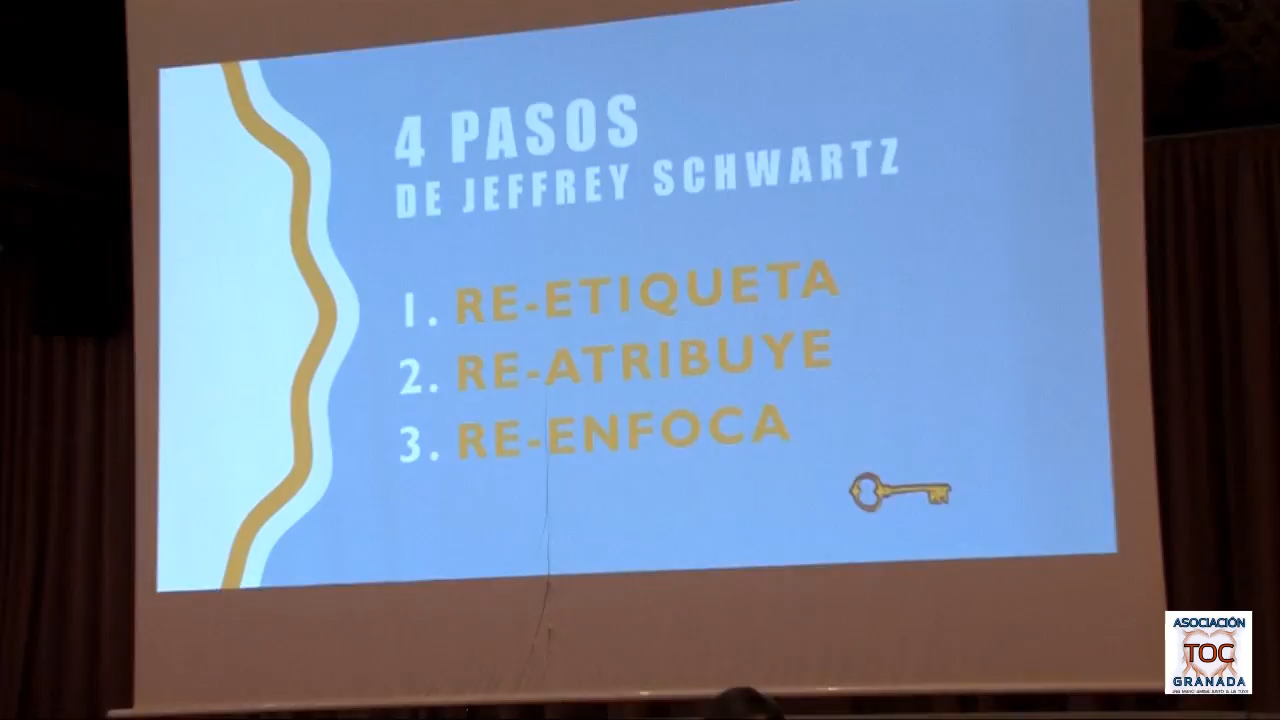 4 PASOS
DE JEFFREY SCHWARTZ
1. RE-ETIQUETA
2. RE-ATRIBUYE
3. RE-ENFOCA
ASOCIACIÓN
TOC
GRANADA